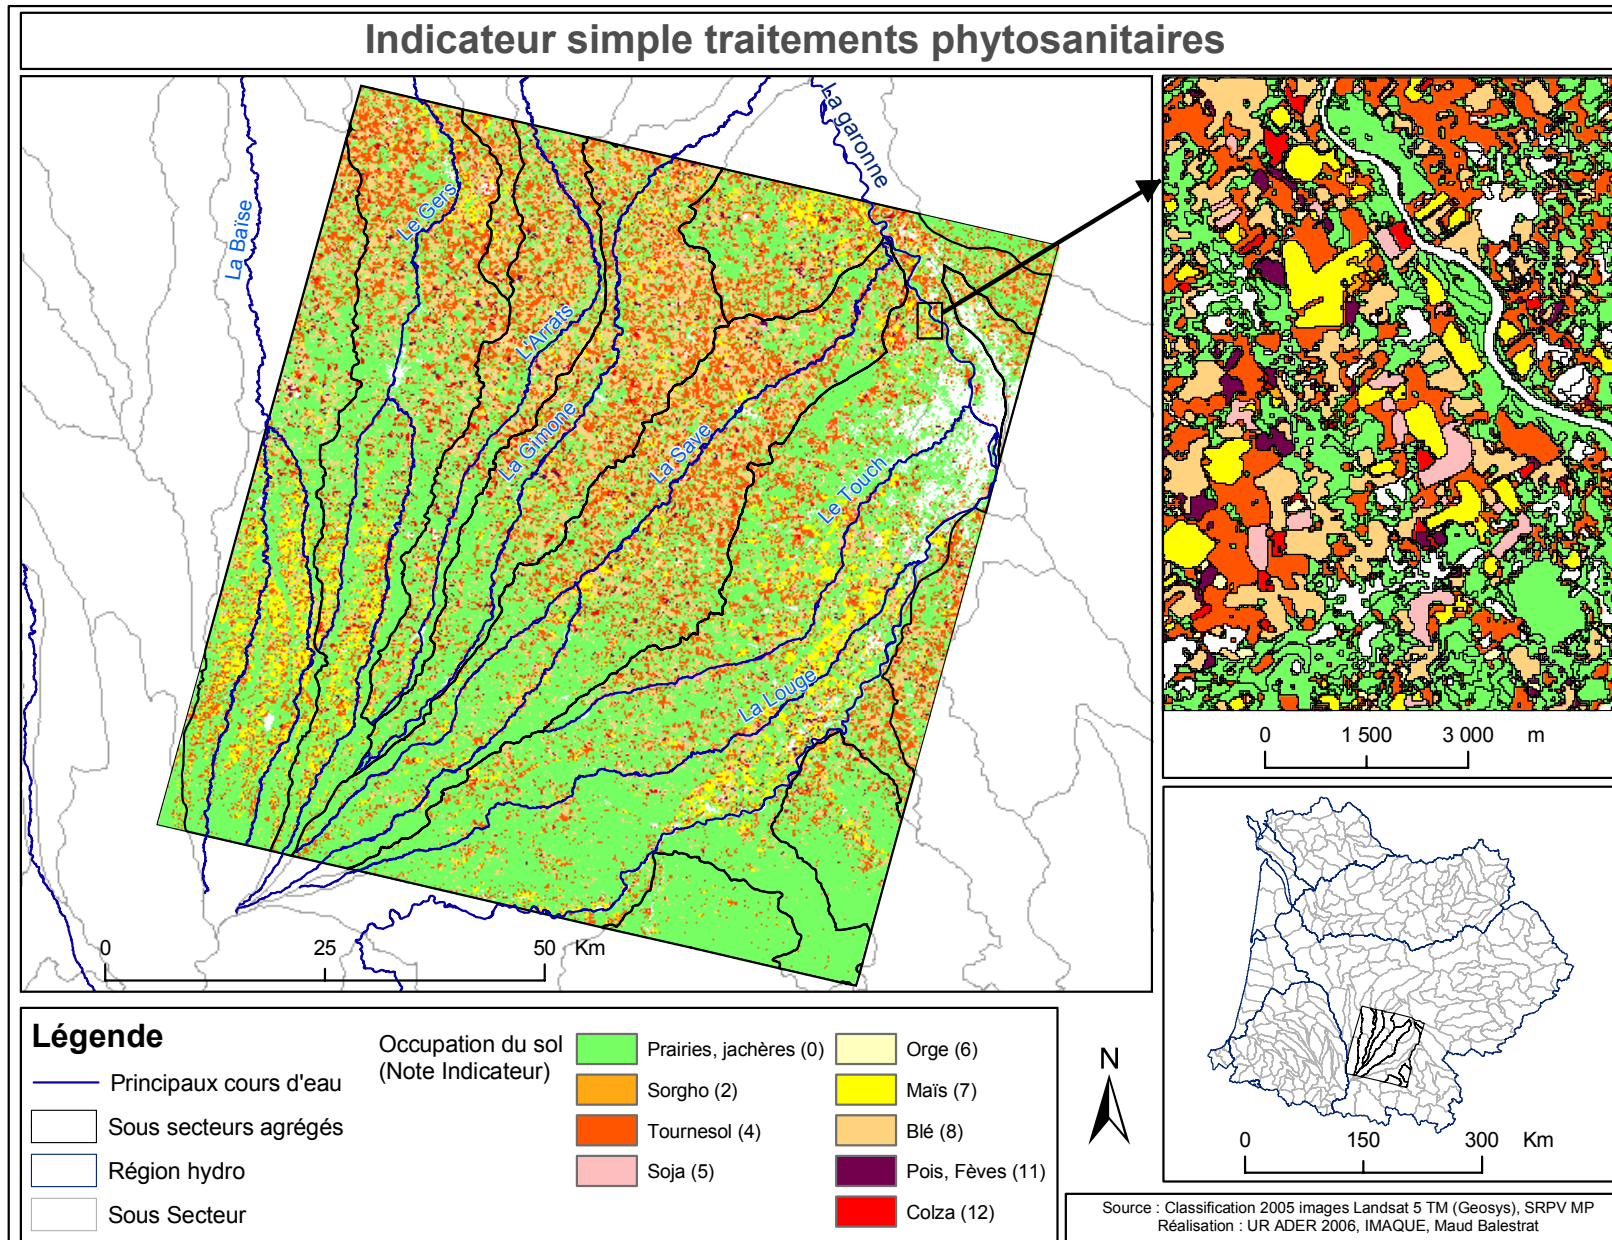 Indicateur simple traitements phytosanitaires
La garonne
La Baïse
Le Gers
L'Arrats
La Gimone
La Save
Le Touch
La Louge
0 25 50 Km
0 1 500 3 000 m
0 150 300 Km
N
Légende
Principaux cours d'eau
Sous secteurs agrégés
Région hydro
Sous Secteur
Occupation du sol
(Note Indicateur)
Prairies, jachères (0)
Sorgho (2)
Tournesol (4)
Soja (5)
Orge (6)
Maïs (7)
Blé (8)
Pois, Fèves (11)
Colza (12)
Source : Classification 2005 images Landsat 5 TM (Geosys), SRPV MP
Réalisation : UR ADER 2006, IMAQUE, Maud Balestrat